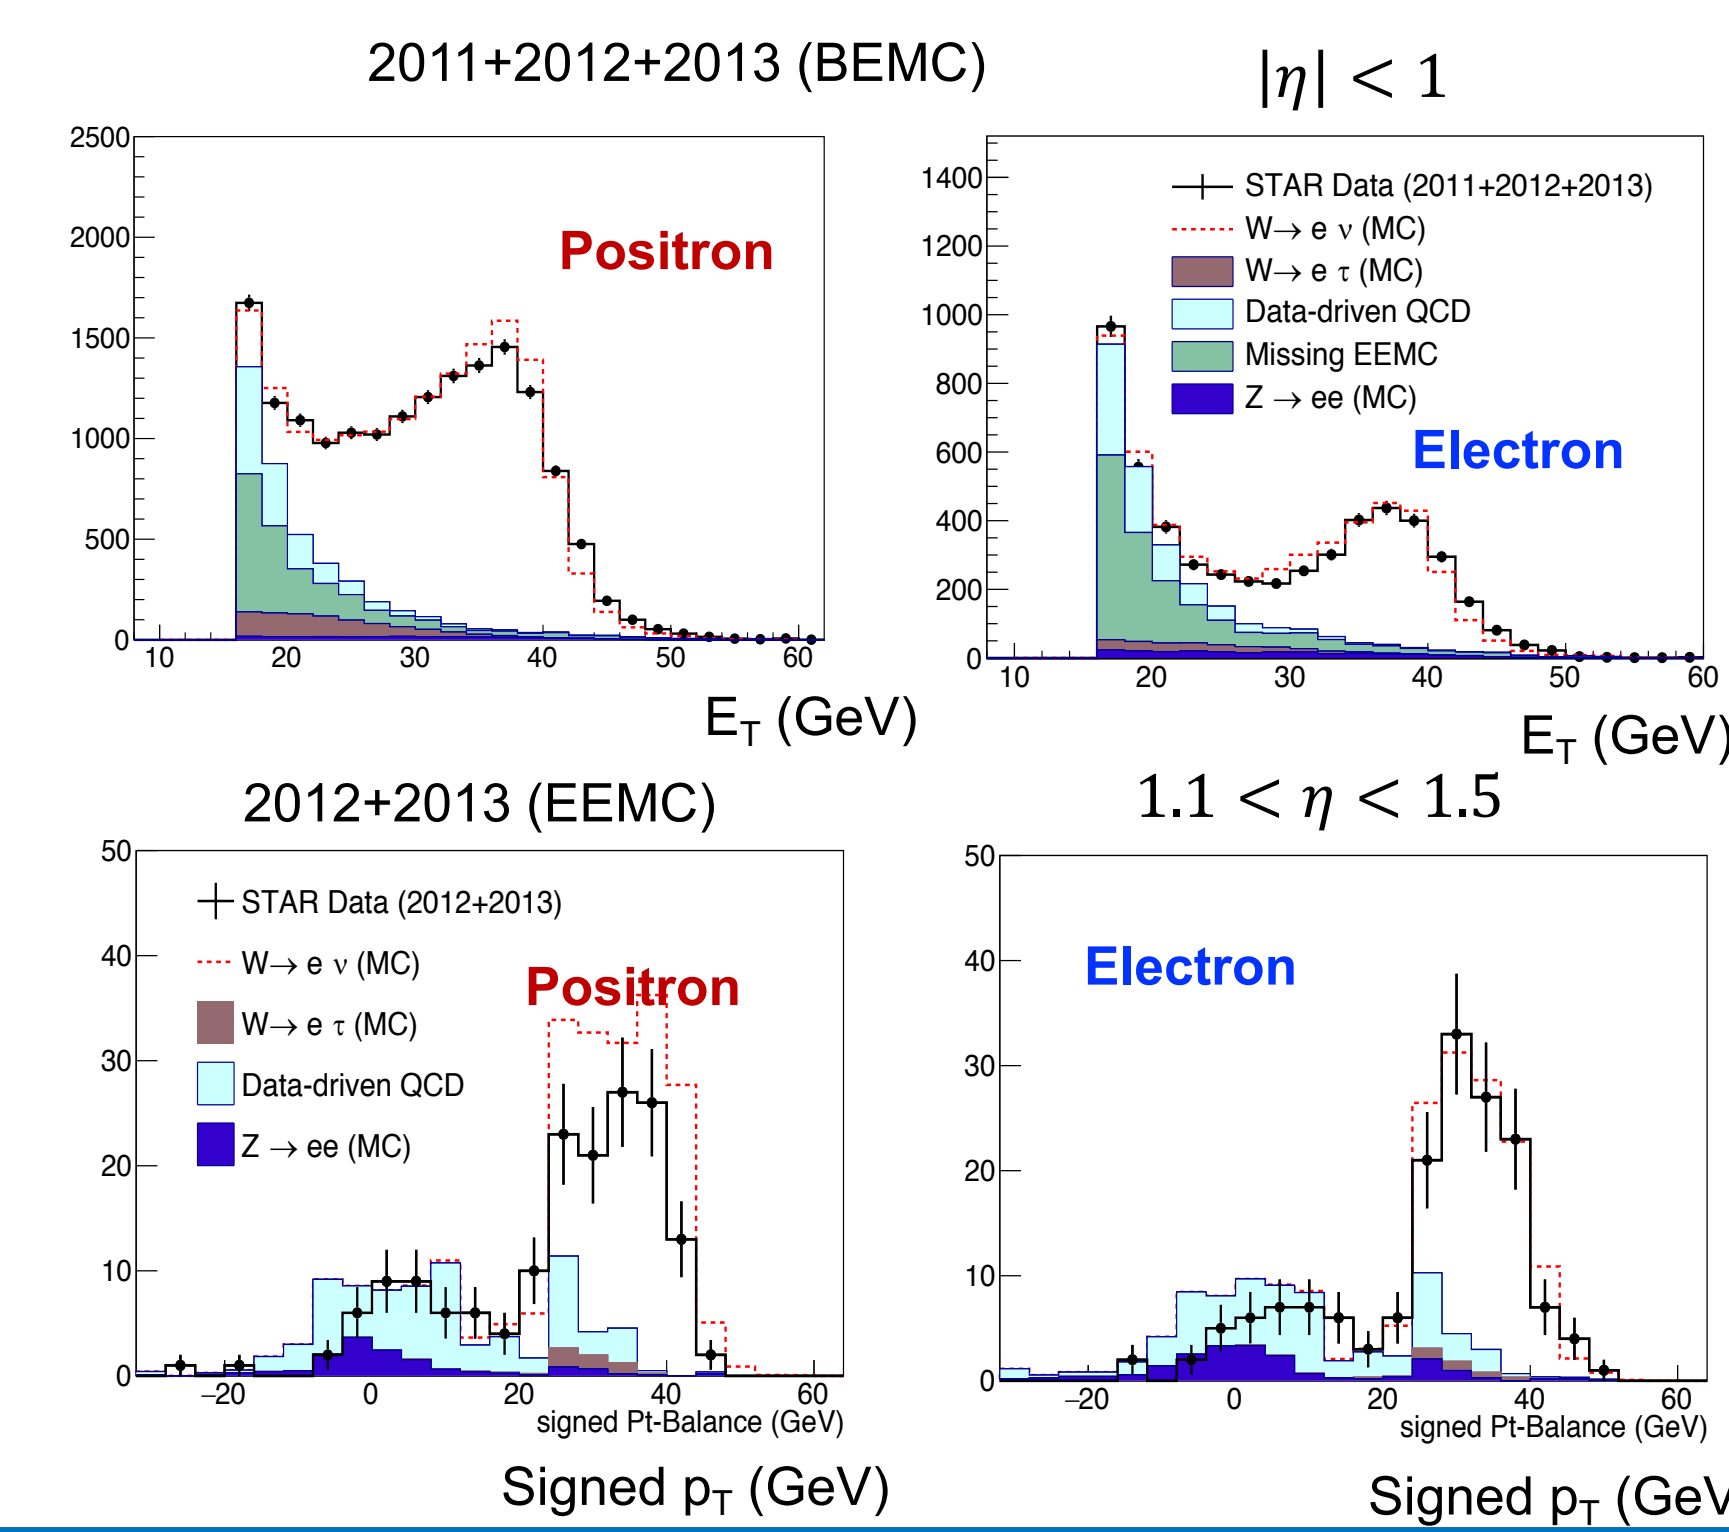 2011+2012+2013 (BEMC)
|η| < 1
2500
2000
1500
1000
500
0
10 20 30 40 50 60
Positron
E_T (GeV)
1400
1200
1000
800
600
400
200
0
10 20 30 40 50 60
STAR Data (2011+2012+2013)
W→ e ν (MC)
W→ e τ (MC)
Data-driven QCD
Missing EEMC
Z → ee (MC)
Electron
E_T (GeV)
2012+2013 (EEMC)
1.1 < η < 1.5
50
40
30
20
10
0
−20 0 20 40 60
STAR Data (2012+2013)
W→ e ν (MC)
W→ e τ (MC)
Data-driven QCD
Z → ee (MC)
Positron
signed Pt-Balance (GeV)
Signed p_T (GeV)
50
40
30
20
10
0
−20 0 20 40 60
Electron
signed Pt-Balance (GeV)
Signed p_T (GeV